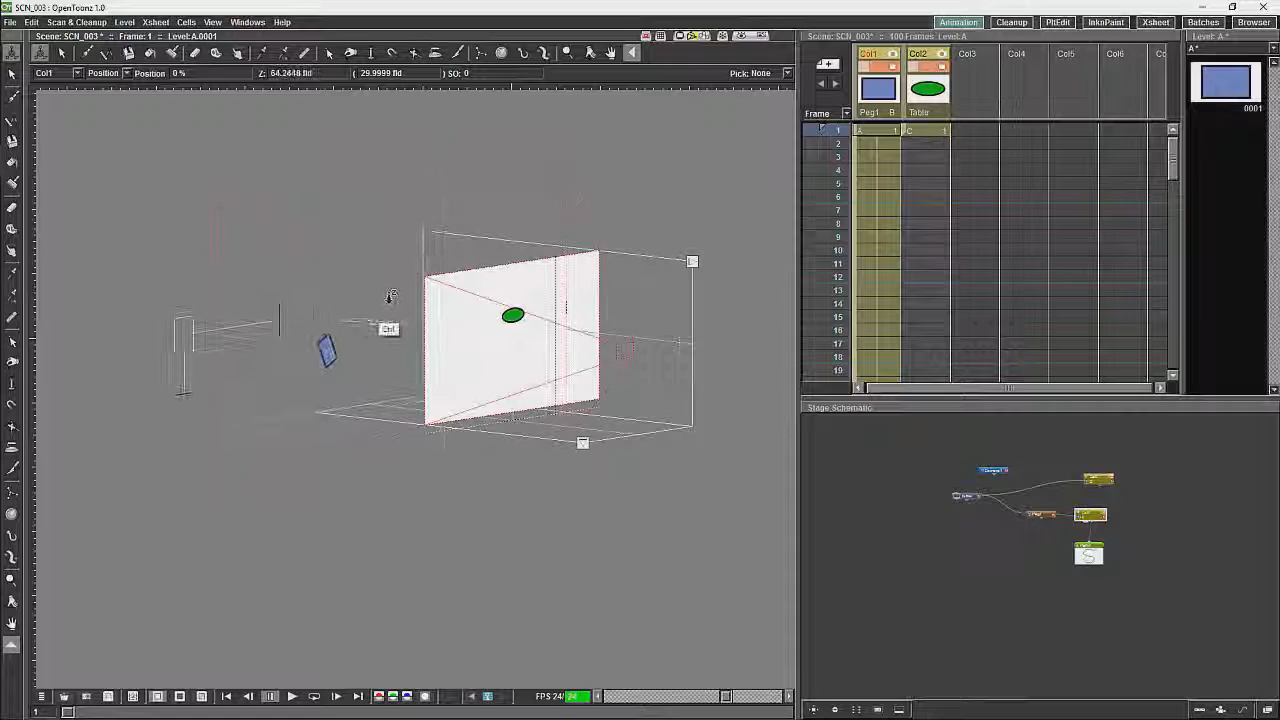 SCN_003* : OpenToonz 1.0
File Edit Scan & Cleanup Level Xsheet Cells View Windows Help
Animation Cleanup PltEdit InknPaint Xsheet Batches Browser
Scene: SCN_003* :: Frame: 1 :: Level: A.0001
Scene: SCN_003* :: 100 Frames Level: A
Level: A *
Col1 Col2 Col3 Col4 Col5 Col6
A*
Col1 Position Position 0 % Z: 64.2448 fld ( 29.9999 fld ) SO: 0 Pick: None
0001
Frame Peg1 B Table
1 A 1 C 1
2
3
4
5
6
7
8
9
10
11
12
13
14
15
16
17
18
19
Ctrl
Stage Schematic
FPS 24/ 24
1